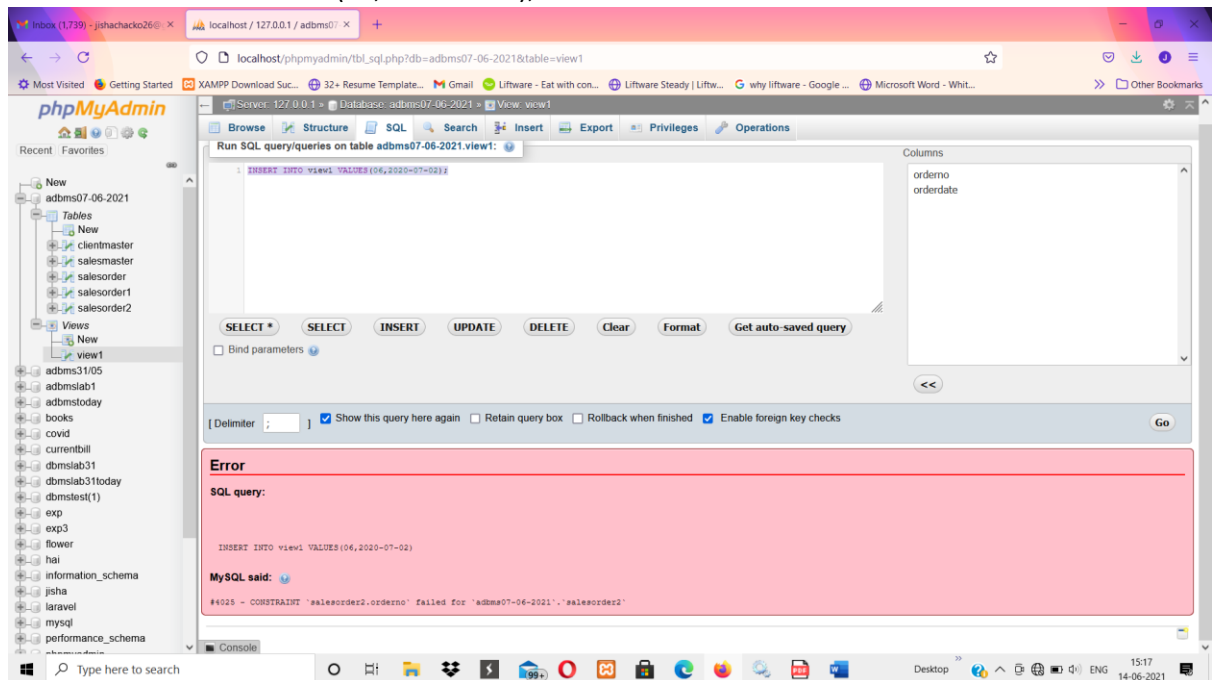 Inbox (1,739) - jishachacko26@
localhost / 127.0.0.1 / adbms07
localhost/phpmyadmin/tbl_sql.php?db=adbms07-06-2021&table=view1
Most Visited Getting Started XAMPP Download Suc... 32+ Resume Template... Gmail Liftware - Eat with con... Liftware Steady | Liftw... why liftware - Google ... Microsoft Word - Whit... Other Bookmarks
phpMyAdmin
Recent Favorites
New
adbms07-06-2021
Tables
New
clientmaster
salesmaster
salesorder
salesorder1
salesorder2
Views
New
view1
adbms31/05
adbmslab1
adbmstoday
books
covid
currentbill
dbmslab31
dbmslab31today
dbmstest(1)
exp
exp3
flower
hai
information_schema
jisha
laravel
mysql
performance_schema
Server: 127.0.0.1 » Database: adbms07-06-2021 » View: view1
Browse Structure SQL Search Insert Export Privileges Operations
Run SQL query/queries on table adbms07-06-2021.view1:
1 INSERT INTO view1 VALUES(06,2020-07-02);
Columns
orderno
orderdate
SELECT * SELECT INSERT UPDATE DELETE Clear Format Get auto-saved query
Bind parameters
<<
[ Delimiter ; ] Show this query here again Retain query box Rollback when finished Enable foreign key checks Go
Error
SQL query:
INSERT INTO view1 VALUES(06,2020-07-02)
MySQL said:
#4025 - CONSTRAINT `salesorder2.orderno` failed for `adbms07-06-2021`.`salesorder2`
Console
Type here to search
99+
Desktop
ENG
15:17
14-06-2021